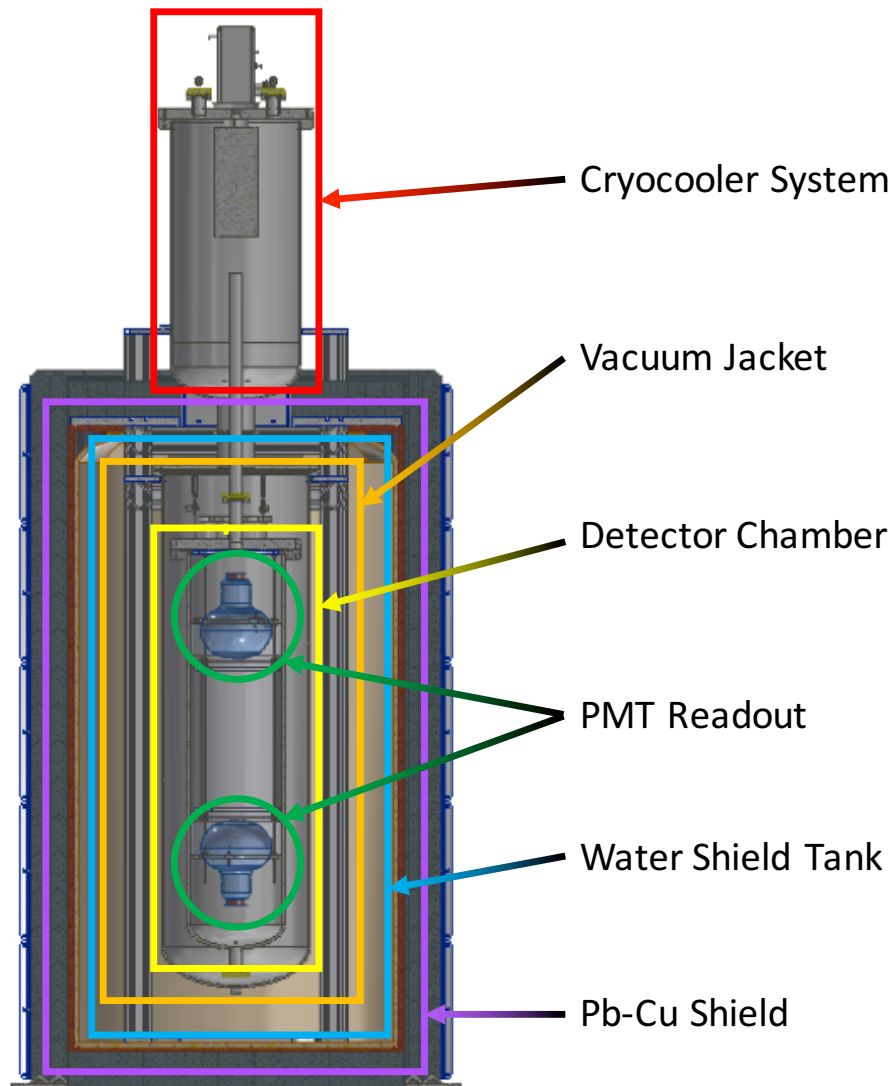 Cryocooler System
Vacuum Jacket
Detector Chamber
PMT Readout
Water Shield Tank
Pb-Cu Shield